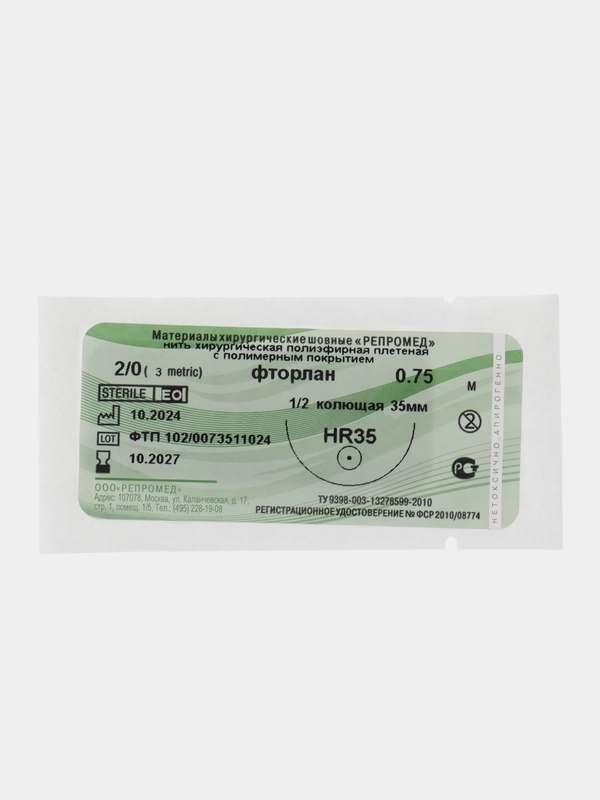 Материалы хирургические шовные «РЕПРОМЕД»
нить хирургическая полиэфирная плетеная
с полимерным покрытием
2/0 ( 3 metric) фторлан 0.75 м
STERILE EO
1/2 колющая 35мм
10.2024
HR35
LOT ФТП 102/0073511024
10.2027
ООО «РЕПРОМЕД»
Адрес: 107078, Москва, ул. Каланчевская, д. 17,
стр. 1, помещ. 1/5, Тел.: (495) 228-19-08
ТУ 9398-003-13278599-2010
РЕГИСТРАЦИОННОЕ УДОСТОВЕРЕНИЕ № ФСР 2010/08774
2
РСТ
НЕТОКСИЧНО, АПИРОГЕННО